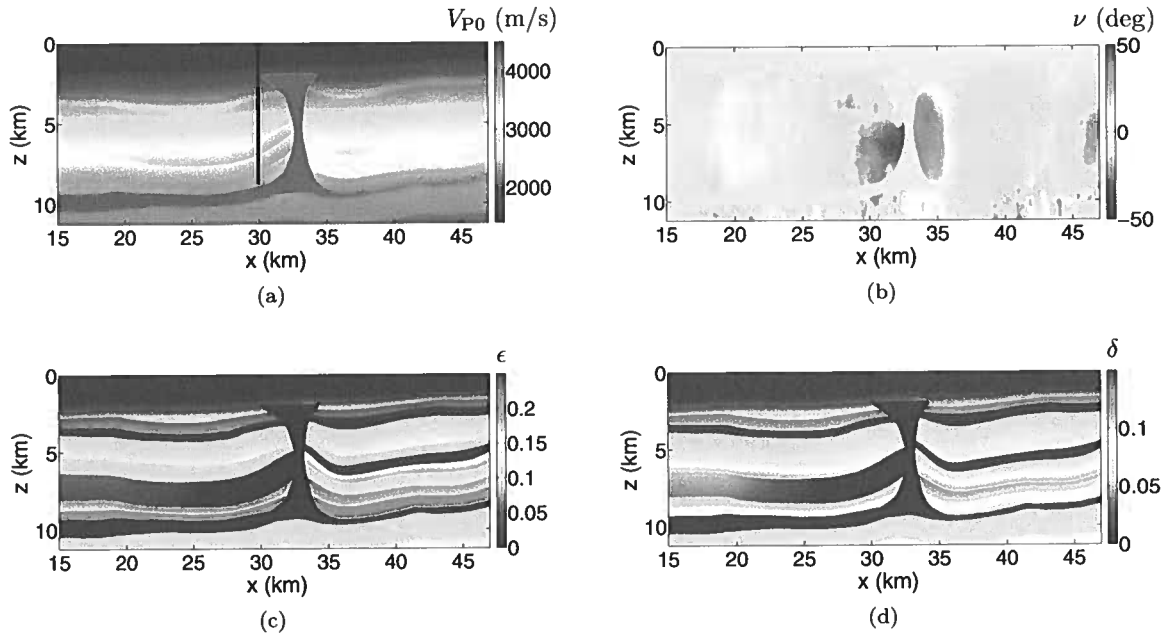 V_P0 (m/s)
0
5
10
z (km)
15 20 25 30 35 40 45
x (km)
4000
3000
2000
(a)
ν (deg)
0
5
10
z (km)
15 20 25 30 35 40 45
x (km)
50
0
−50
(b)
ϵ
0
5
10
z (km)
15 20 25 30 35 40 45
x (km)
0.2
0.15
0.1
0.05
0
(c)
δ
0
5
10
z (km)
15 20 25 30 35 40 45
x (km)
0.1
0.05
0
(d)